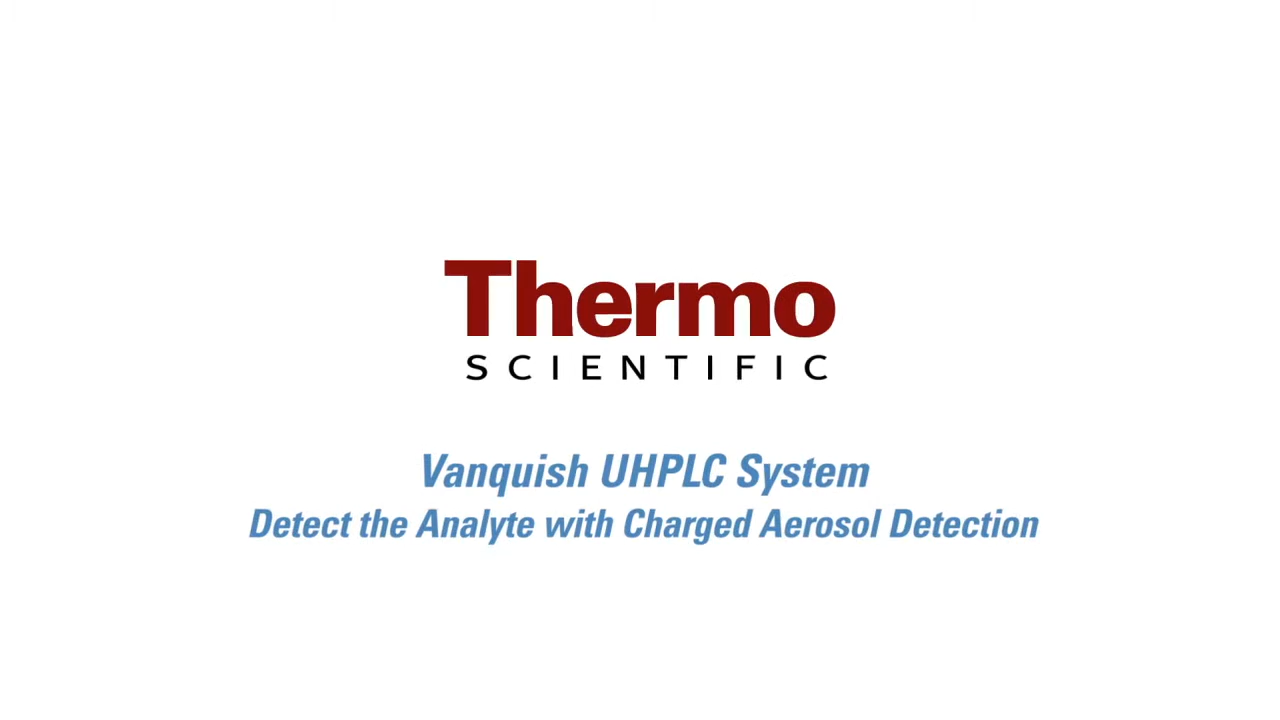 Thermo
SCIENTIFIC
Vanquish UHPLC System
Detect the Analyte with Charged Aerosol Detection